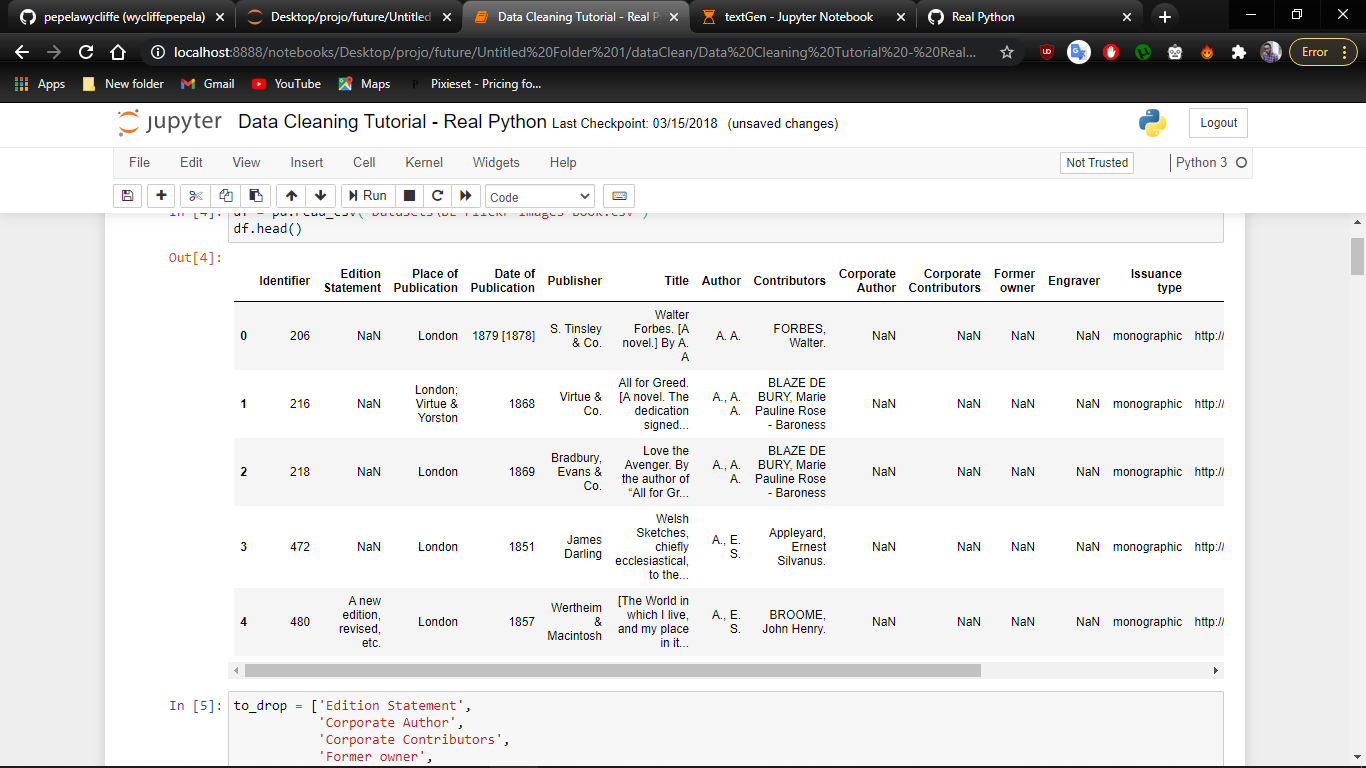 pepelawycliffe (wycliffepepela)
Desktop/projo/future/Untitled
Data Cleaning Tutorial - Real P
textGen - Jupyter Notebook
Real Python
localhost:8888/notebooks/Desktop/projo/future/Untitled%20Folder%201/dataClean/Data%20Cleaning%20Tutorial%20-%20Real...
Error
Apps New folder Gmail YouTube Maps Pixieset - Pricing fo...
jupyter Data Cleaning Tutorial - Real Python Last Checkpoint: 03/15/2018 (unsaved changes) Logout
File Edit View Insert Cell Kernel Widgets Help Not Trusted Python 3
Run Code
In [4]: df = pd.read_csv('Datasets\BL-Flickr-Images-Book.csv')
df.head()
Out[4]:
Identifier Edition Statement Place of Publication Date of Publication Publisher Title Author Contributors Corporate Author Corporate Contributors Former owner Engraver Issuance type
0 206 NaN London 1879 [1878] S. Tinsley & Co. Walter Forbes. [A novel.] By A. A A. A. FORBES, Walter. NaN NaN NaN NaN monographic http://
1 216 NaN London; Virtue & Yorston 1868 Virtue & Co. All for Greed. [A novel. The dedication signed... A., A. A. BLAZE DE BURY, Marie Pauline Rose - Baroness NaN NaN NaN NaN monographic http://
2 218 NaN London 1869 Bradbury, Evans & Co. Love the Avenger. By the author of “All for Gr... A., A. A. BLAZE DE BURY, Marie Pauline Rose - Baroness NaN NaN NaN NaN monographic http://
3 472 NaN London 1851 James Darling Welsh Sketches, chiefly ecclesiastical, to the... A., E. S. Appleyard, Ernest Silvanus. NaN NaN NaN NaN monographic http://
4 480 A new edition, revised, etc. London 1857 Wertheim & Macintosh [The World in which I live, and my place in it... A., E. S. BROOME, John Henry. NaN NaN NaN NaN monographic http://
In [5]: to_drop = ['Edition Statement',
'Corporate Author',
'Corporate Contributors',
'Former owner',